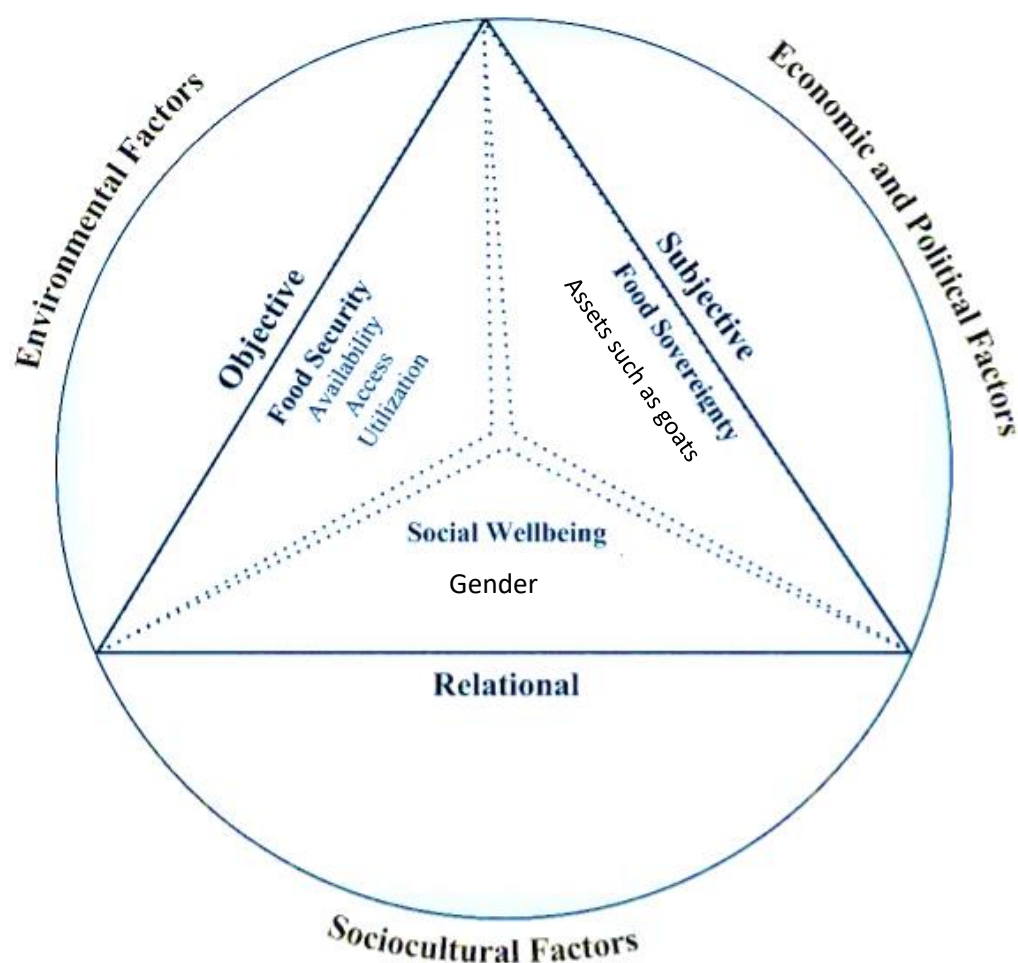 Environmental Factors
Economic and Political Factors
Objective
Food Security
Availability
Access
Utilization
Subjective
Food Sovereignty
Assets such as goats
Social Wellbeing
Gender
Relational
Sociocultural Factors